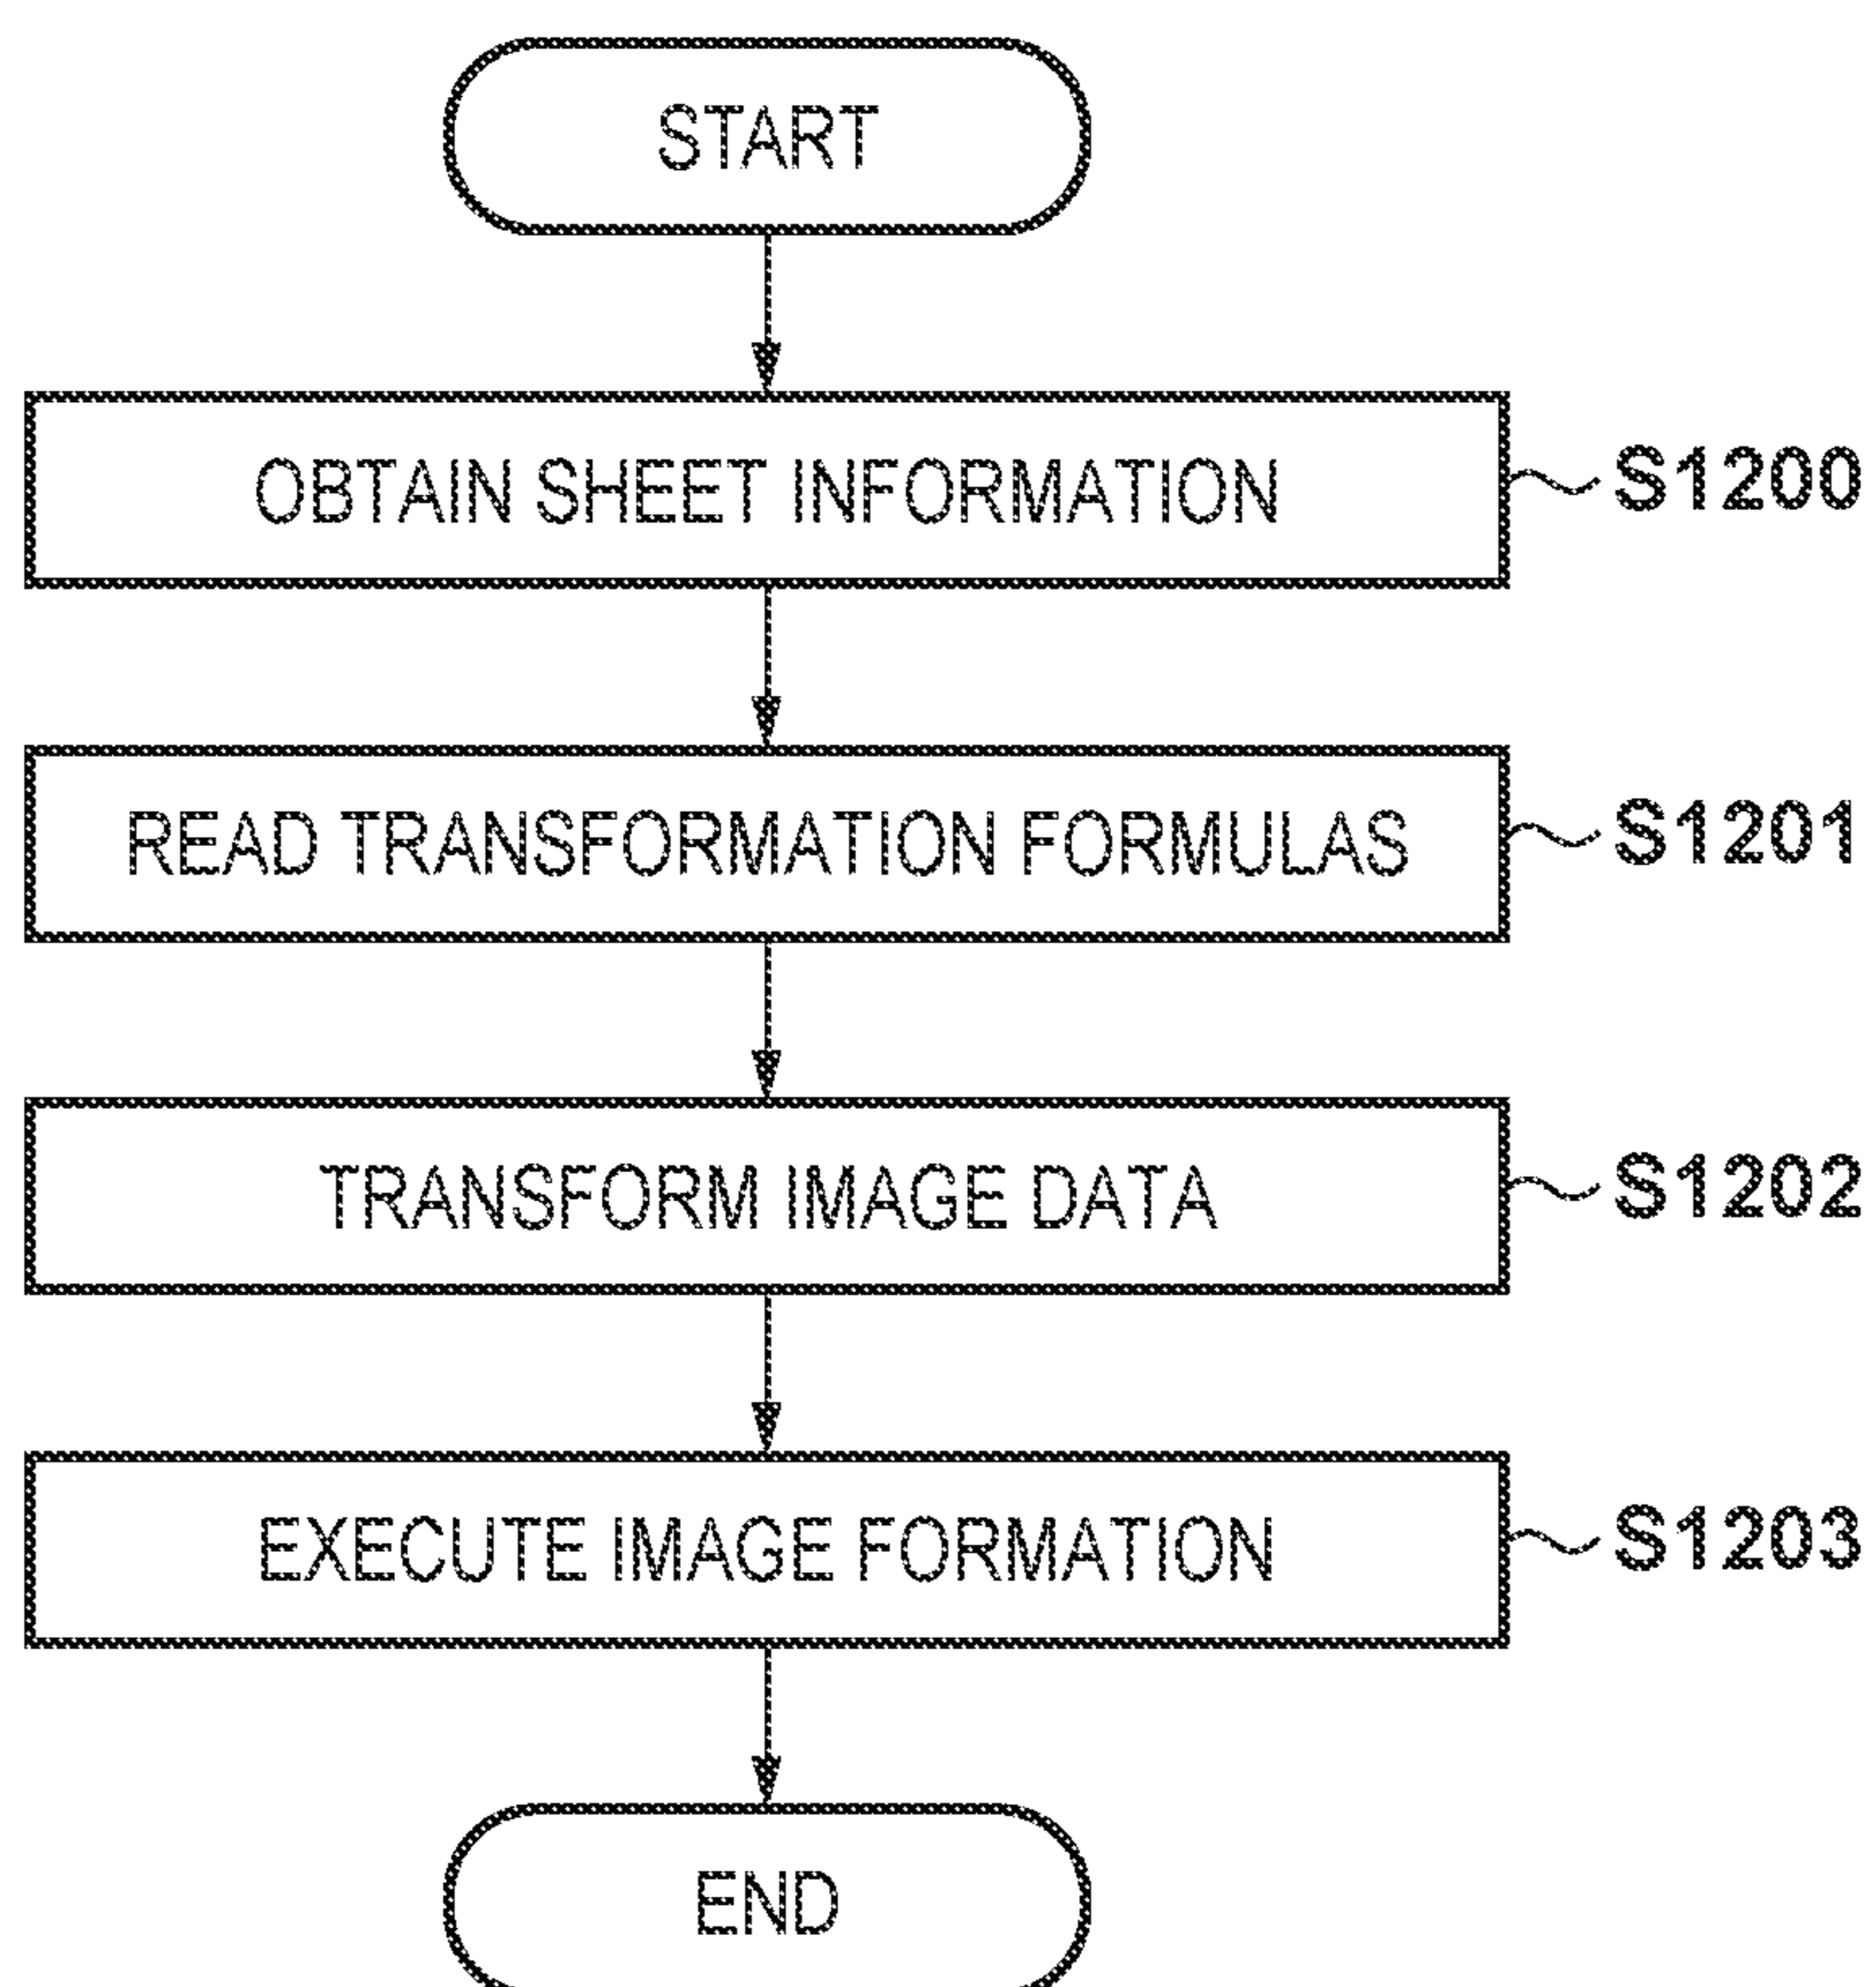 START
OBTAIN SHEET INFORMATION
S1200
READ TRANSFORMATION FORMULAS
S1201
TRANSFORM IMAGE DATA
S1202
EXECUTE IMAGE FORMATION
S1203
END